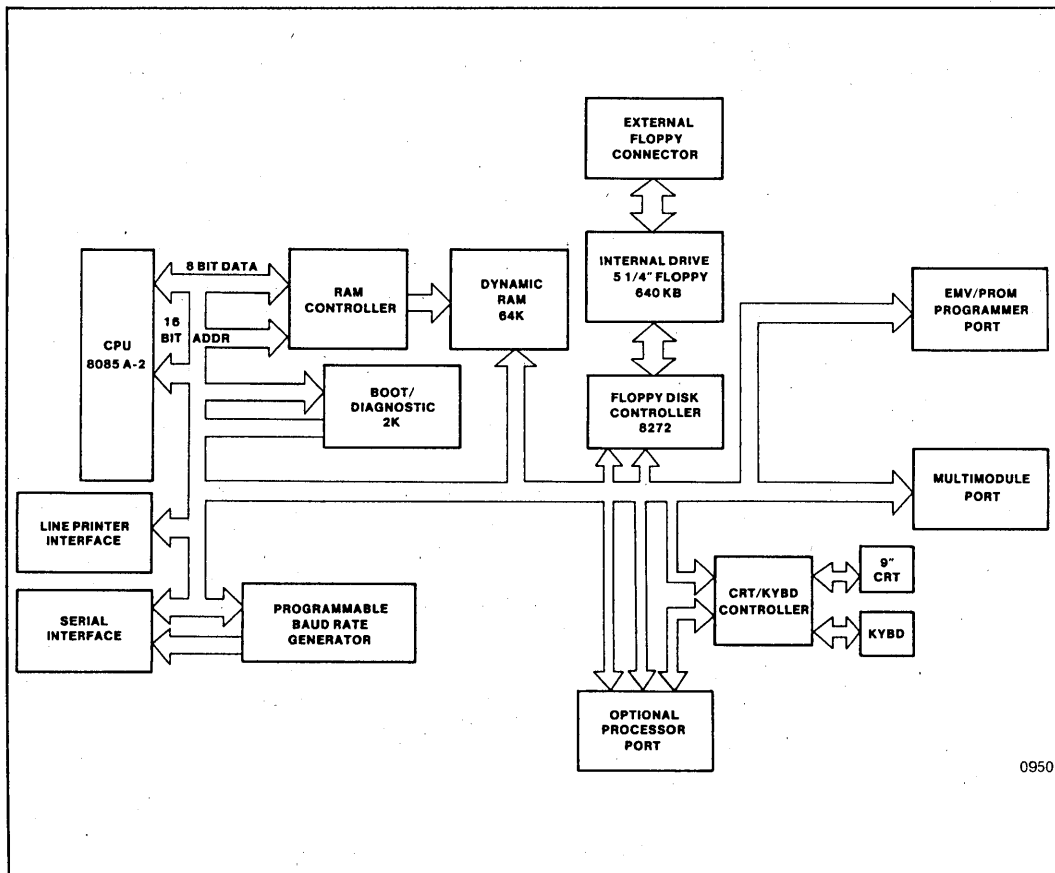 EXTERNAL
FLOPPY
CONNECTOR
8 BIT DATA
RAM
CONTROLLER
DYNAMIC
RAM
64K
INTERNAL DRIVE
5 1/4" FLOPPY
640 KB
EMV/PROM
PROGRAMMER
PORT
16
BIT ADDR
CPU
8085 A-2
BOOT/
DIAGNOSTIC
2K
FLOPPY DISK
CONTROLLER
8272
MULTIMODULE
PORT
LINE PRINTER
INTERFACE
CRT/KYBD
CONTROLLER
9"
CRT
KYBD
SERIAL
INTERFACE
PROGRAMMABLE
BAUD RATE
GENERATOR
OPTIONAL
PROCESSOR
PORT
0950